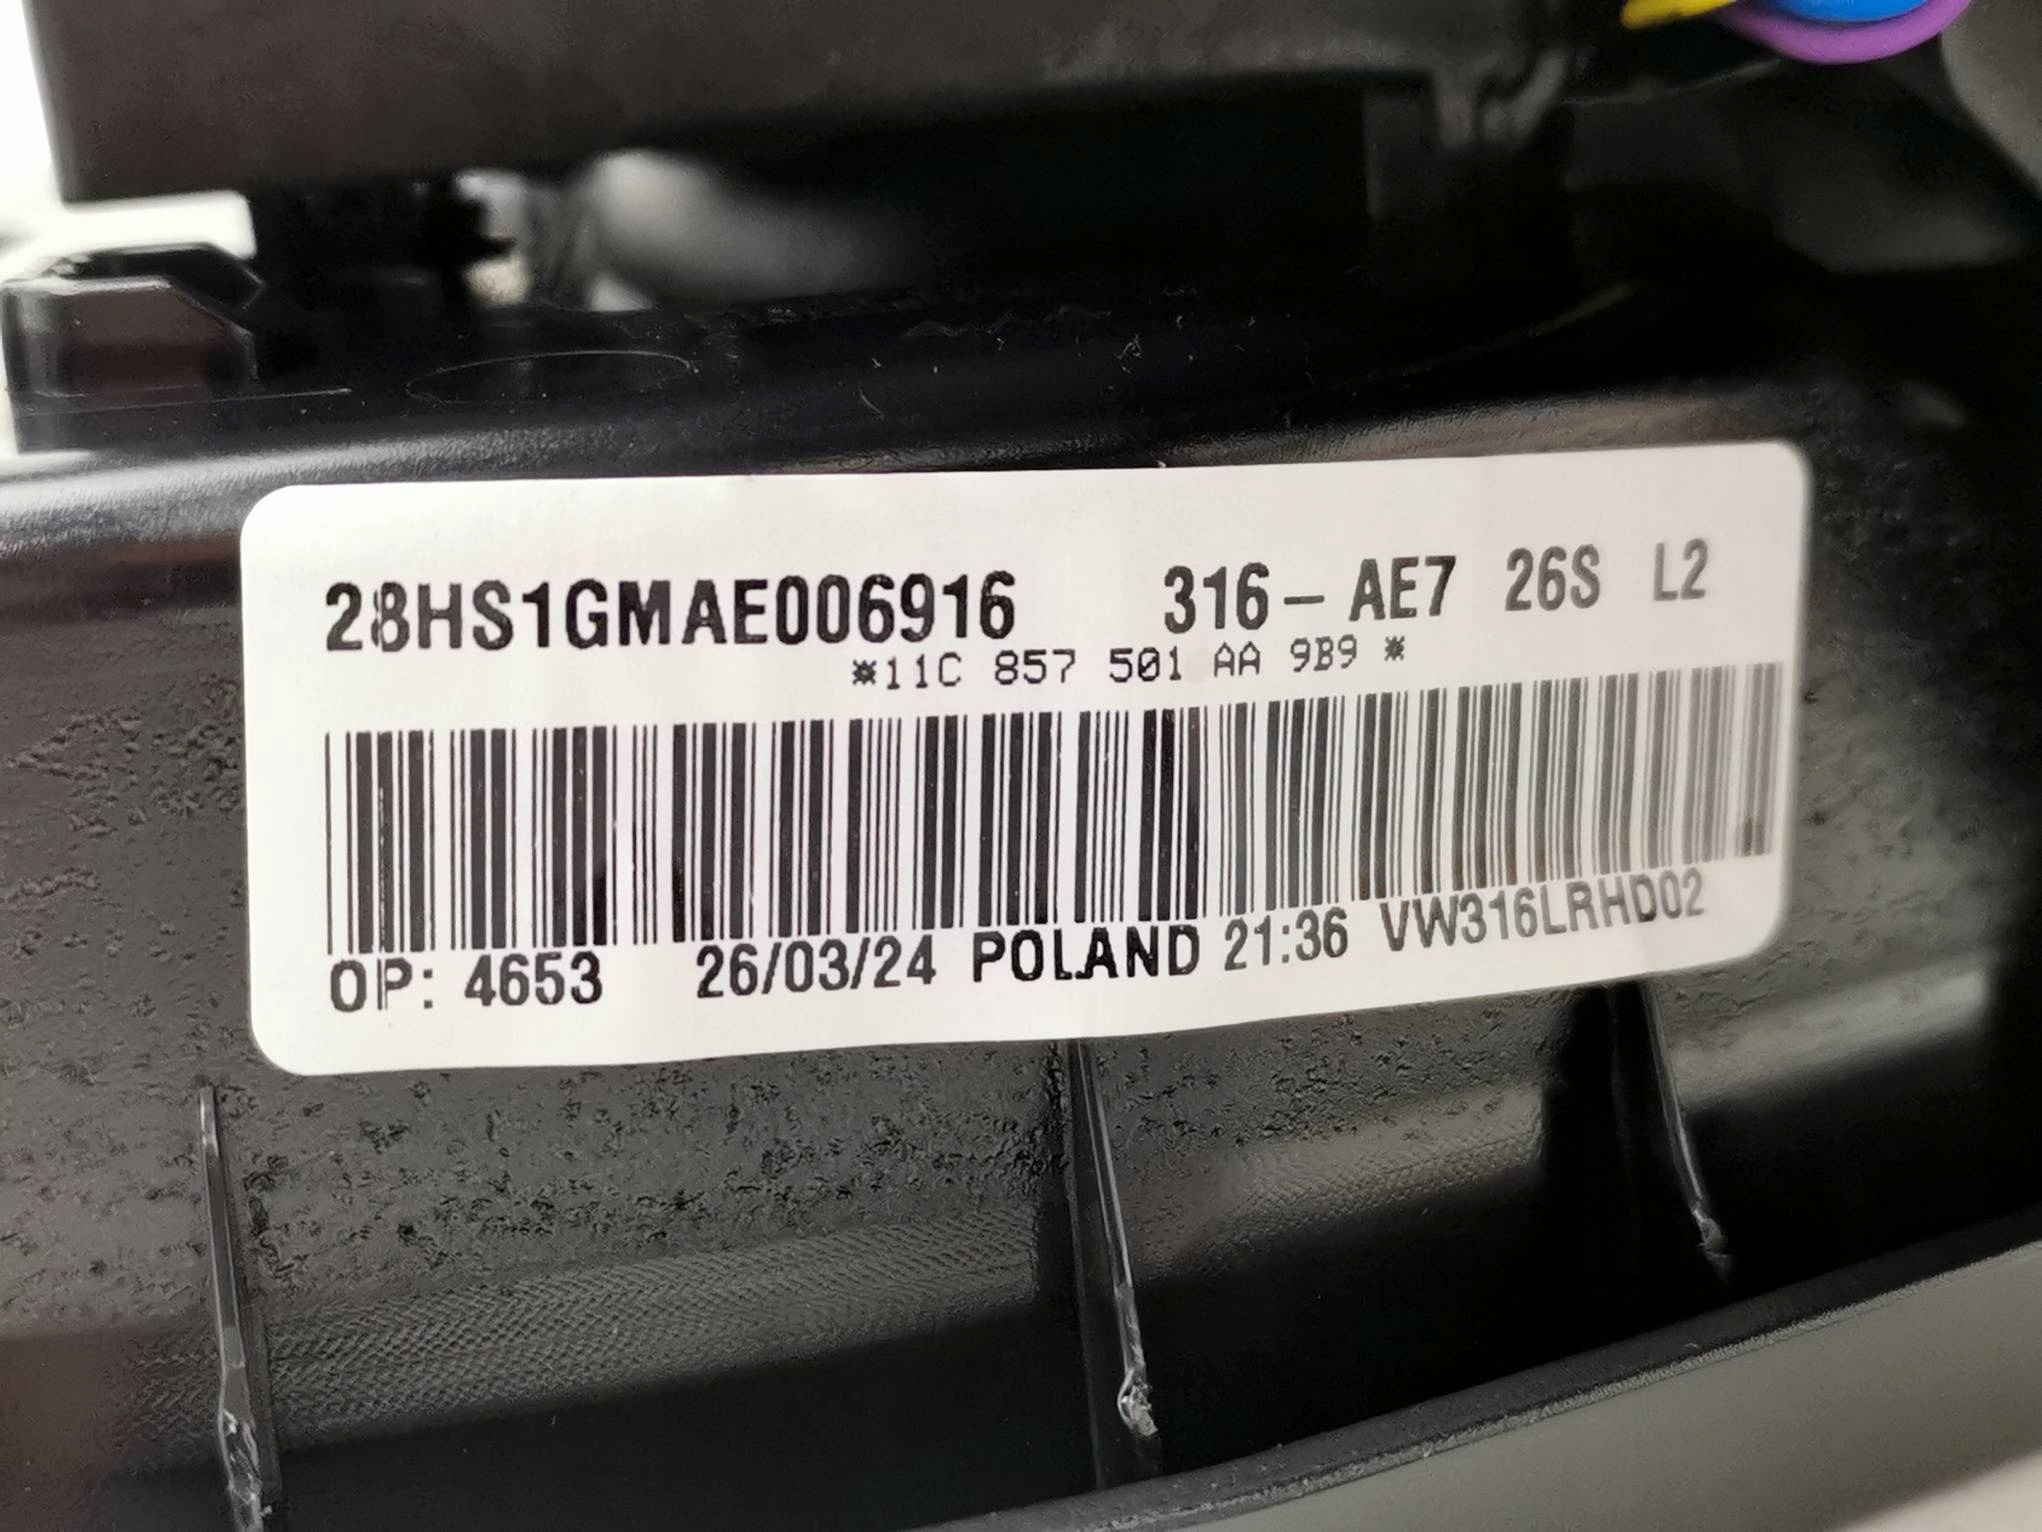 28HS1GMAE006916 316- AE7 26S L2
*11C 857 501 AA 9B9 *
OP: 4653 26/03/24 POLAND 21:36 VW316LRHD02